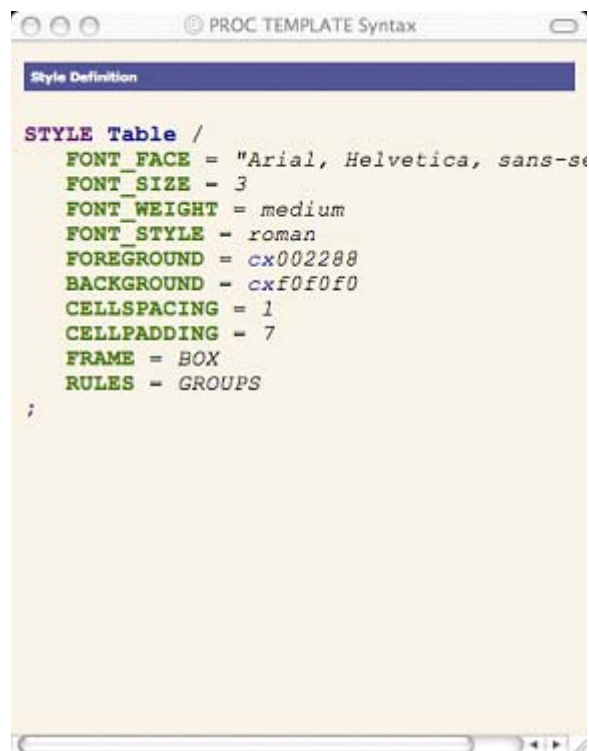 PROC TEMPLATE Syntax
Style Definition
STYLE Table /
FONT_FACE = "Arial, Helvetica, sans-se
FONT_SIZE = 3
FONT_WEIGHT = medium
FONT_STYLE = roman
FOREGROUND = cx002288
BACKGROUND = cxf0f0f0
CELLSPACING = 1
CELLPADDING = 7
FRAME = BOX
RULES = GROUPS
;